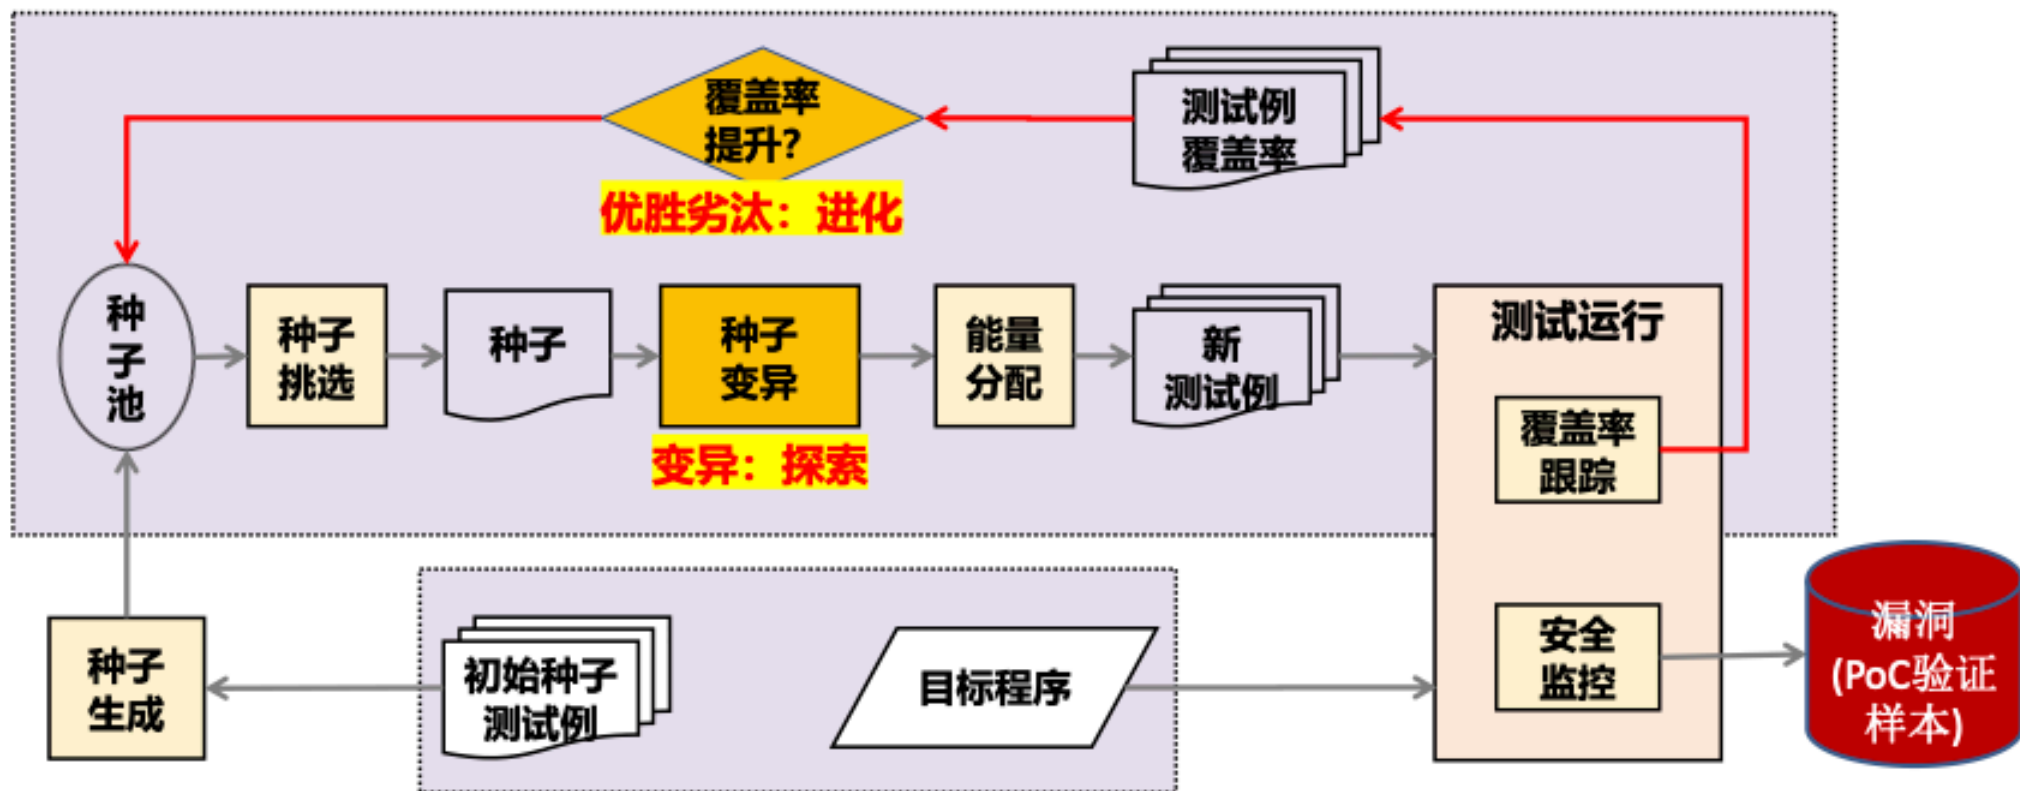 覆盖率
提升?
测试例
覆盖率
优胜劣汰：进化
种
子
池
种子
挑选
种子
种子
变异
能量
分配
新
测试例
测试运行
覆盖率
跟踪
变异：探索
种子
生成
初始种子
测试例
目标程序
安全
监控
漏洞
(PoC验证
样本)